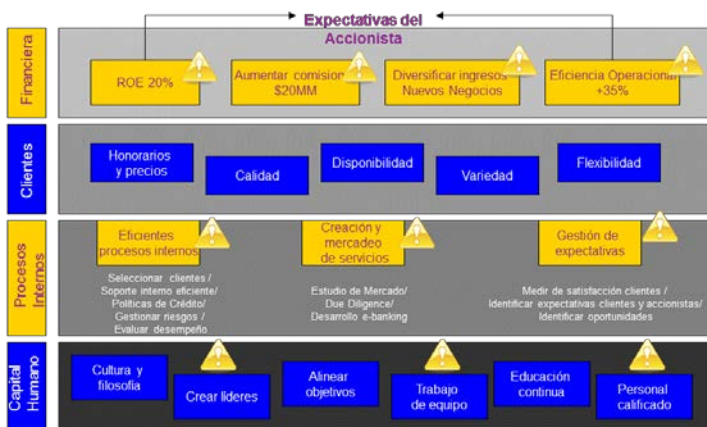 Expectativas del
Accionista
Financiera
ROE 20%
Aumentar comision
$20MM
Diversificar ingresos
Nuevos Negocios
Eficiencia Operacional
+35%
Clientes
Honorarios
y precios
Calidad
Disponibilidad
Variedad
Flexibilidad
Procesos
Internos
Eficientes
procesos internos
Seleccionar clientes /
Soporte interno eficiente/
Políticas de Crédito/
Gestionar riesgos /
Evaluar desempeño
Creación y
mercadeo
de servicios
Estudio de Mercado/
Due Diligence/
Desarrollo e-banking
Gestión de
expectativas
Medir de satisfacción clientes /
Identificar expectativas clientes y accionistas/
Identificar oportunidades
Capital
Humano
Cultura y
filosofía
Crear líderes
Alinear
objetivos
Trabajo
de equipo
Educación
continua
Personal
calificado